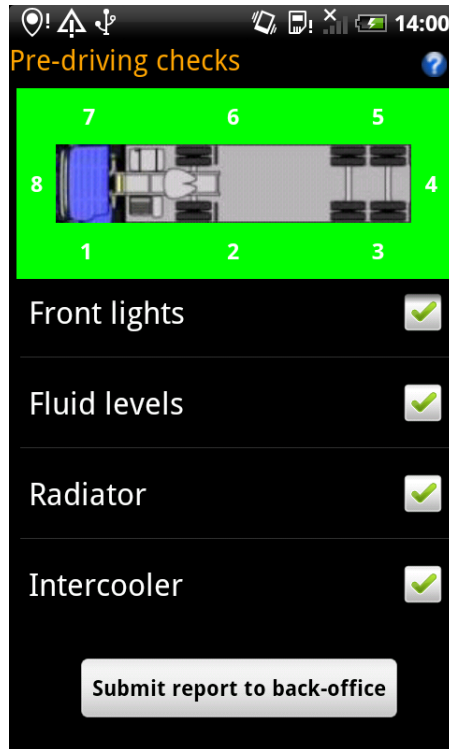 14:00
Pre-driving checks
7 6 5
8 4
1 2 3
Front lights
Fluid levels
Radiator
Intercooler
Submit report to back-office